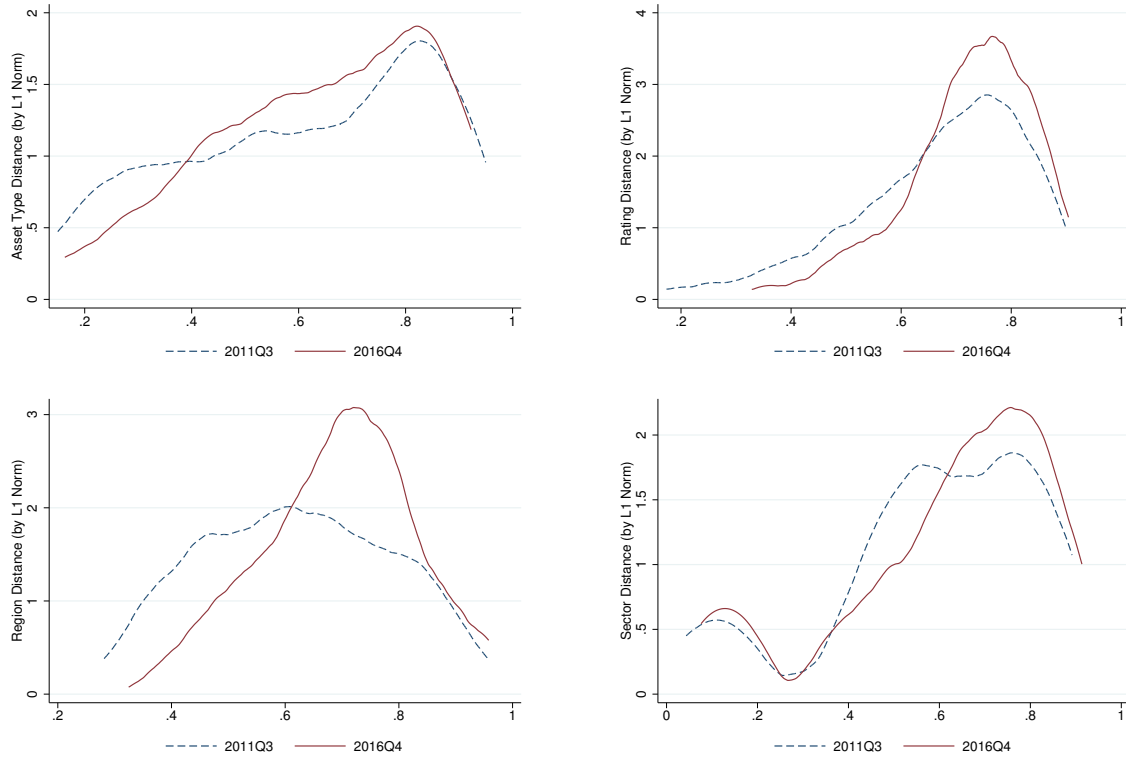 Asset Type Distance (by L1 Norm)
2
1.5
1
.5
0
.2 .4 .6 .8 1
2011Q3 2016Q4
Rating Distance (by L1 Norm)
4
3
2
1
0
.2 .4 .6 .8 1
2011Q3 2016Q4
Region Distance (by L1 Norm)
3
2
1
0
.2 .4 .6 .8 1
2011Q3 2016Q4
Sector Distance (by L1 Norm)
2
1.5
1
.5
0
0 .2 .4 .6 .8 1
2011Q3 2016Q4